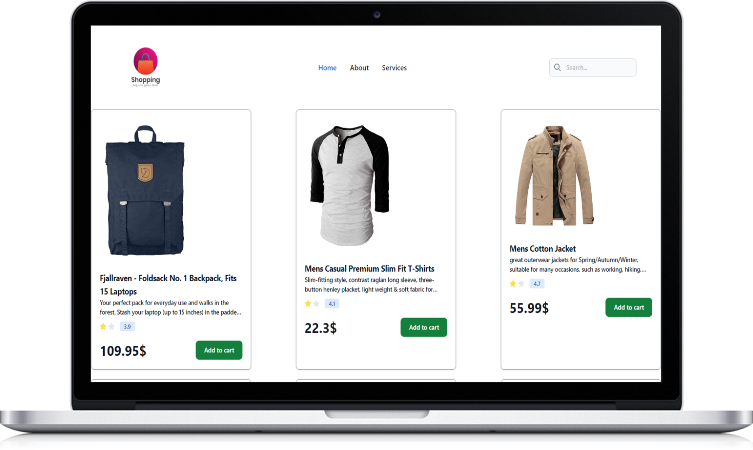 Shopping
Home
About
Services
Search...
Fjallraven - Foldsack No. 1 Backpack, Fits
15 Laptops
Your perfect pack for everyday use and walks in the
forest. Stash your laptop (up to 15 inches) in the padde...
3.9
109.95$
Add to cart
Mens Casual Premium Slim Fit T-Shirts
Slim-fitting style, contrast raglan long sleeve, three-
button henley placket, light weight & soft fabric for...
4.1
22.3$
Add to cart
Mens Cotton Jacket
great outerwear jackets for Spring/Autumn/Winter,
suitable for many occasions, such as working, hiking,...
4.7
55.99$
Add to cart